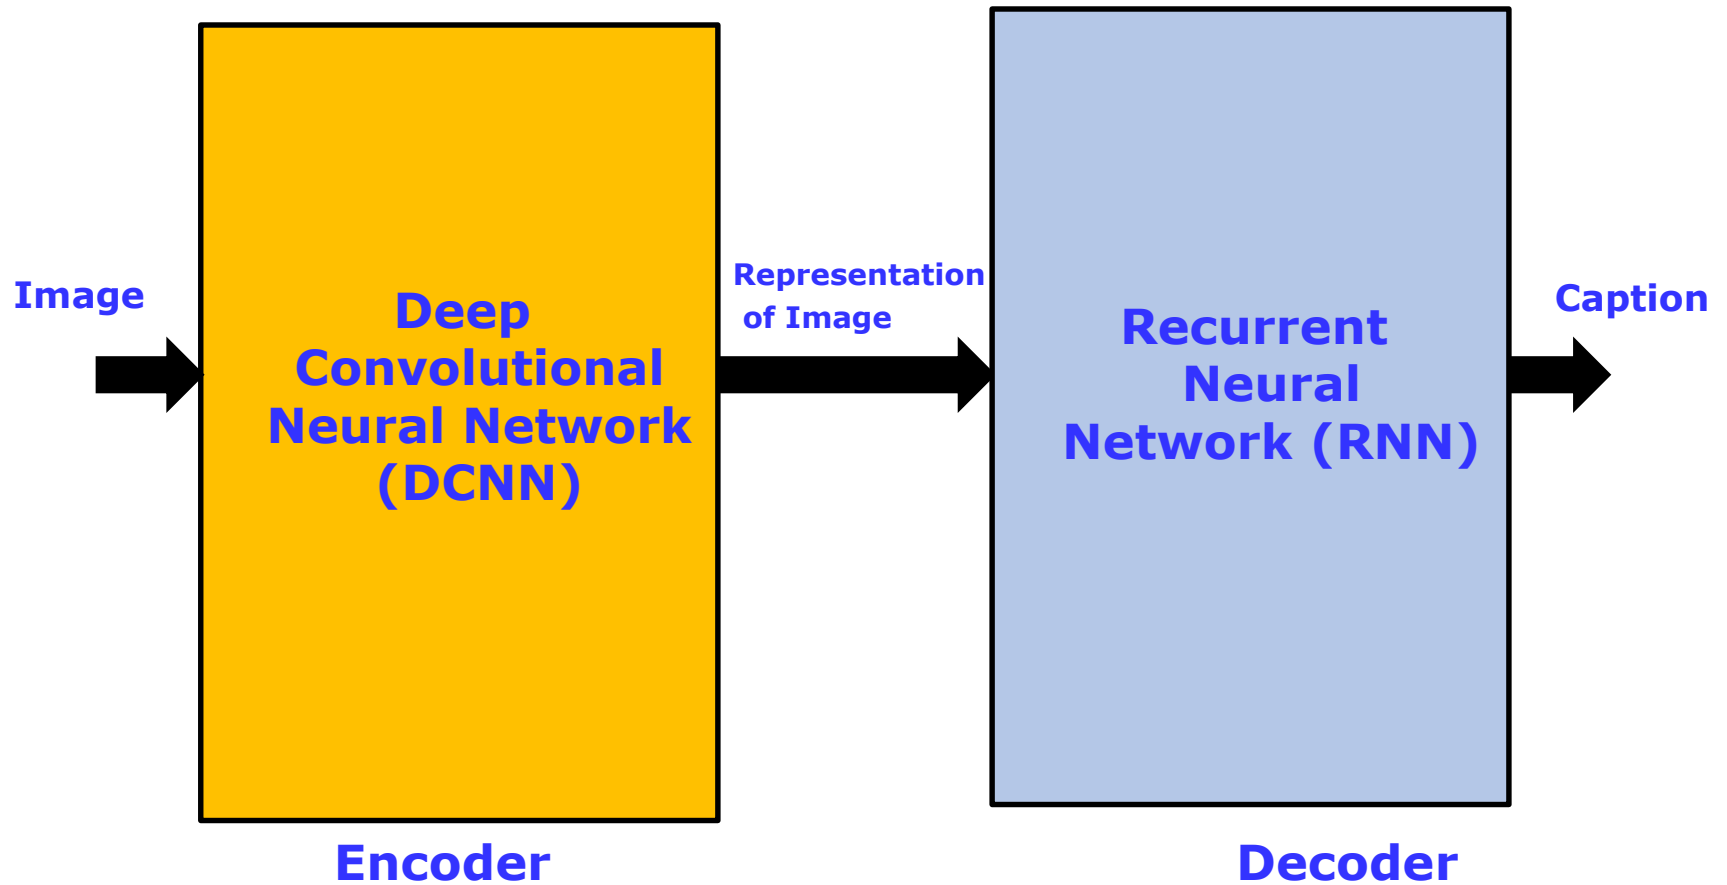 Image
Deep
Convolutional
Neural Network
(DCNN)
Encoder
Representation
of Image
Recurrent
Neural
Network (RNN)
Decoder
Caption